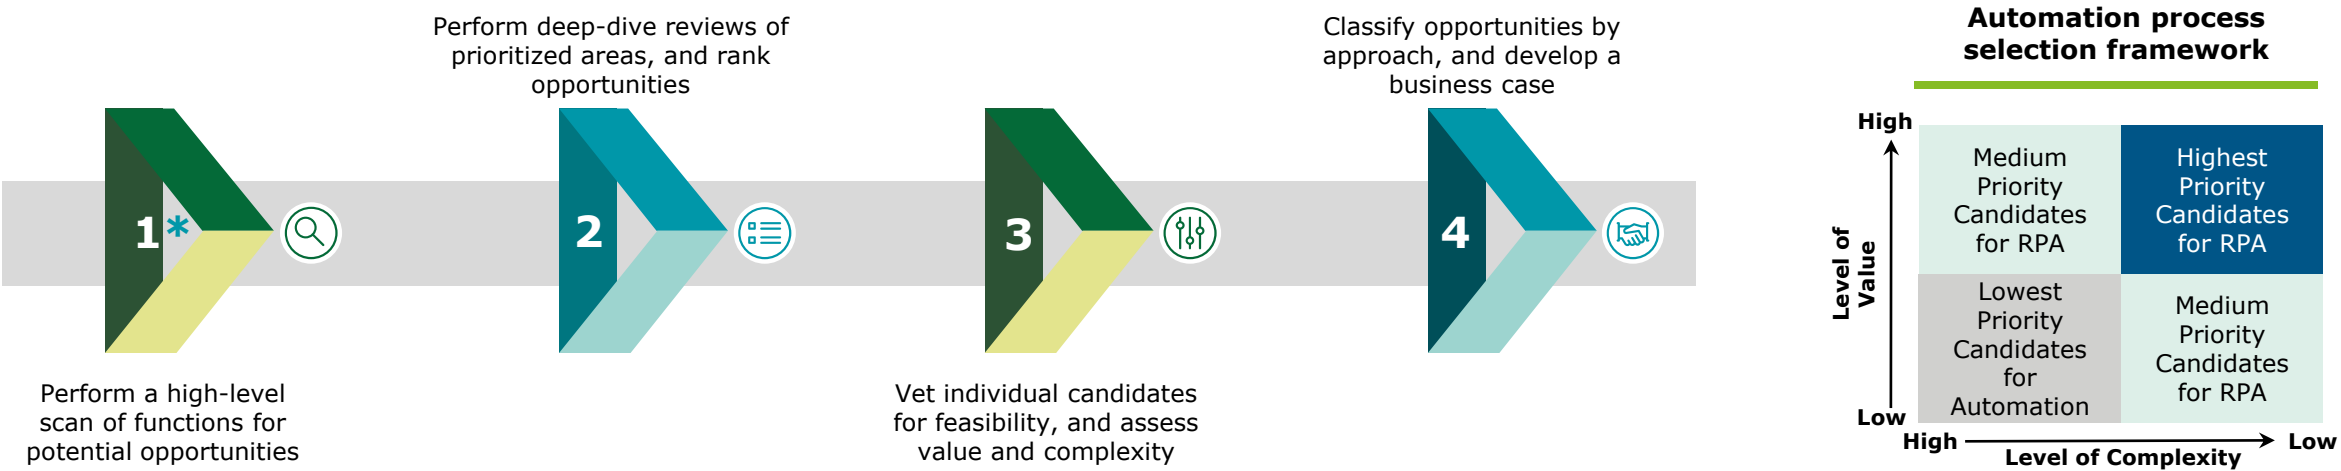 Perform deep-dive reviews of
prioritized areas, and rank
opportunities
Classify opportunities by
approach, and develop a
business case
1*
2
3
4
Perform a high-level
scan of functions for
potential opportunities
Vet individual candidates
for feasibility, and assess
value and complexity
Automation process
selection framework
High
Level of
Value
Low
Medium
Priority
Candidates
for RPA
Highest
Priority
Candidates
for RPA
Lowest
Priority
Candidates
for
Automation
Medium
Priority
Candidates
for RPA
High
Low
Level of Complexity